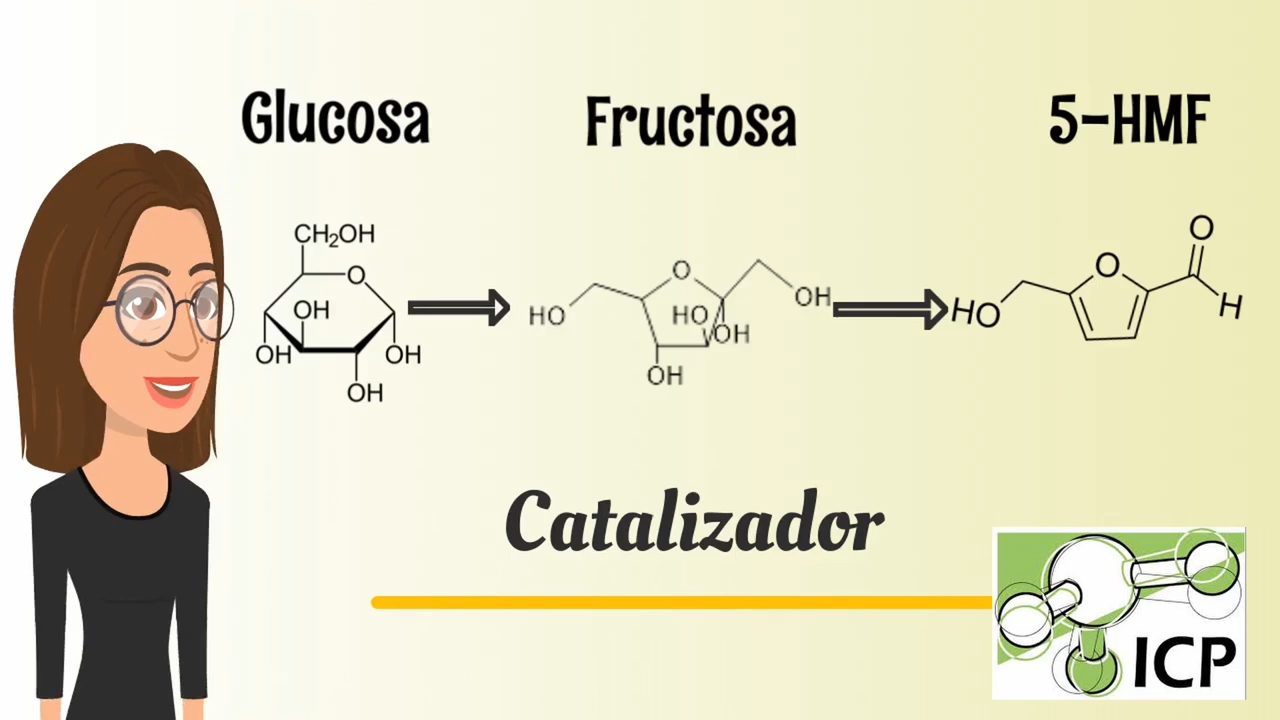 Glucosa
Fructosa
5-HMF
CH₂OH
O
OH
OH
OH
OH
O
HO
HO
OH
OH
OH
O
O
HO
H
Catalizador
ICP